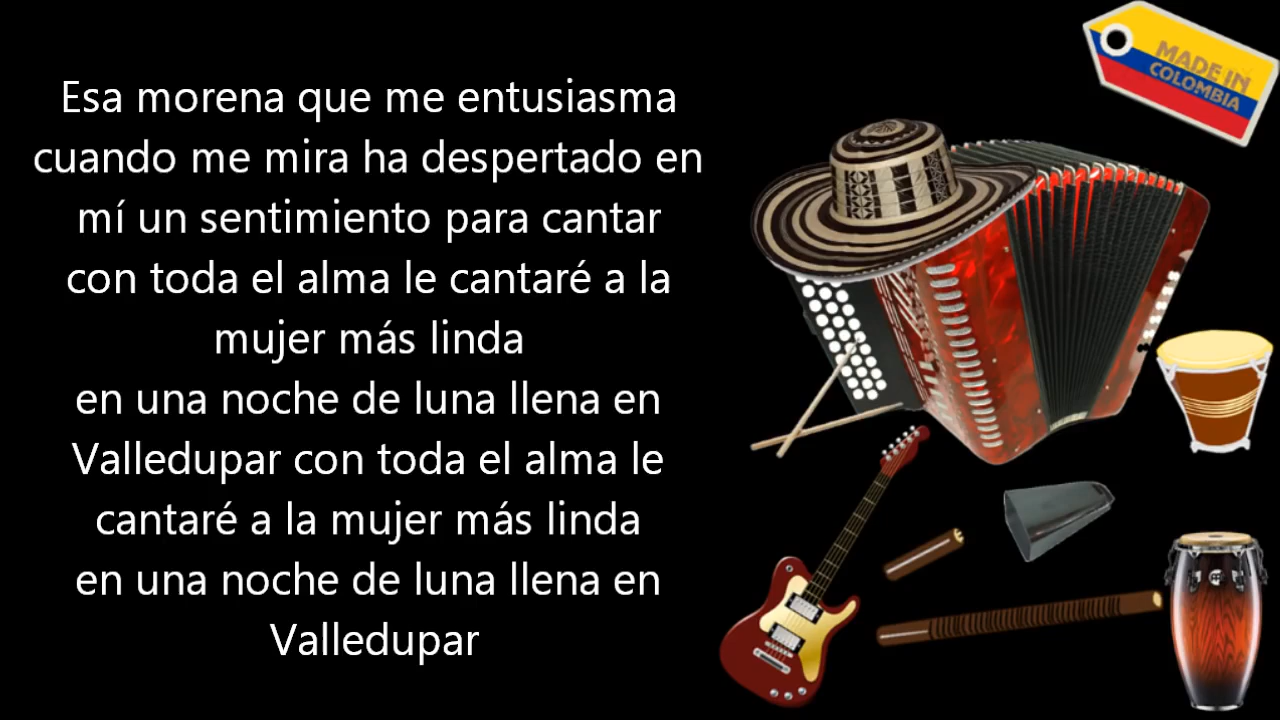 MADE IN
COLOMBIA
Esa morena que me entusiasma
cuando me mira ha despertado en
mí un sentimiento para cantar
con toda el alma le cantaré a la
mujer más linda
en una noche de luna llena en
Valledupar con toda el alma le
cantaré a la mujer más linda
en una noche de luna llena en
Valledupar